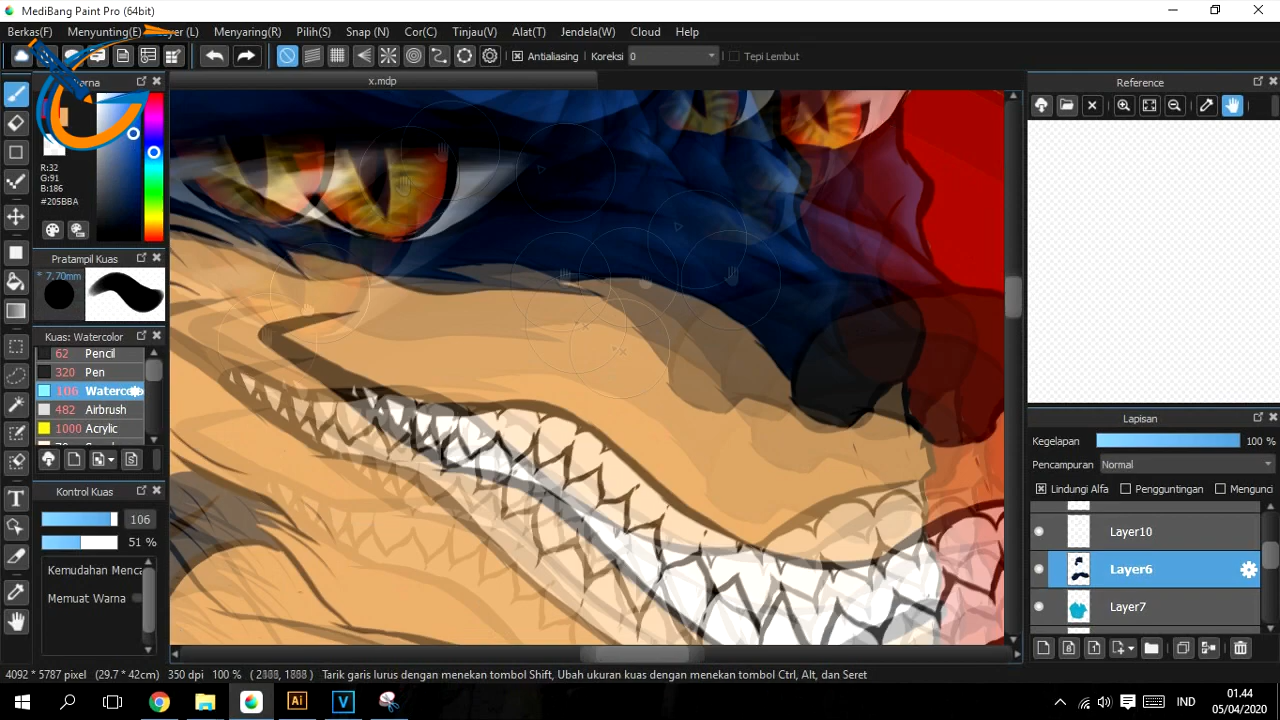 MediBang Paint Pro (64bit)
Berkas(F) Menyunting(E) Layer (L) Menyaring(R) Pilih(S) Snap (N) Cor(C) Tinjau(V) Alat(T) Jendela(W) Cloud Help
Antialiasing Koreksi 0 Tepi Lembut
x.mdp
R:32
G:91
B:186
#205BBA
Pratampil Kuas
* 7.70mm
Kuas: Watercolor
62 Pencil
320 Pen
106 Waterco
482 Airbrush
1000 Acrylic
Kontrol Kuas
106
51 %
Kemudahan Menca
Memuat Warna
Reference
Lapisan
Kegelapan 100 %
Pencampuran Normal
Lindungi Alfa Pengguntingan Mengunci
Layer10
Layer6
Layer7
4092 * 5787 pixel (29.7 * 42cm) 350 dpi 100 % Tarik garis lurus dengan menekan tombol Shift, Ubah ukuran kuas dengan menekan tombol Ctrl, Alt, dan Seret
IND
01.44
05/04/2020